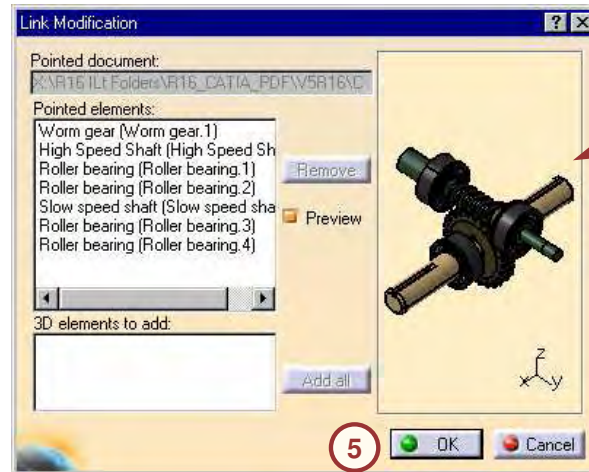 Link Modification
Pointed document:
X:\R16 ILt Folders\R16_CATIA_PDF\V5R16\C
Pointed elements:
Worm gear (Worm gear.1)
High Speed Shaft (High Speed Sh
Roller bearing (Roller bearing.1)
Roller bearing (Roller bearing.2)
Slow speed shaft (Slow speed sha
Roller bearing (Roller bearing.3)
Roller bearing (Roller bearing.4)
Remove
Preview
3D elements to add:
Add all
z
x
y
5
OK
Cancel